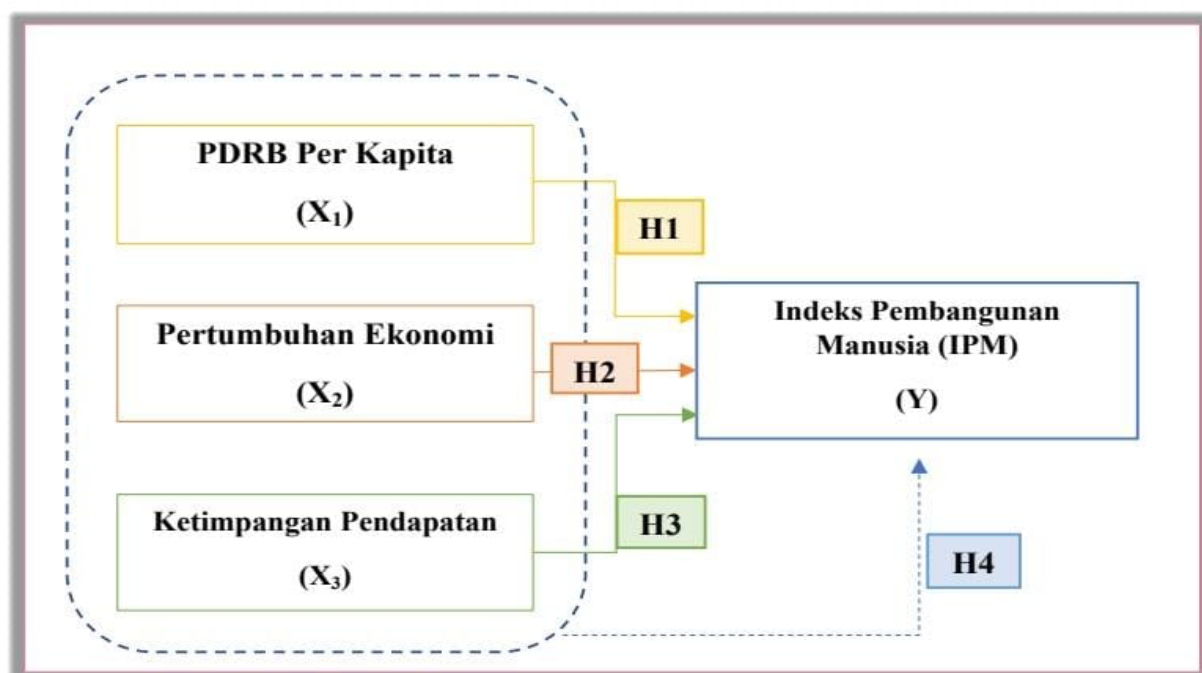 PDRB Per Kapita
(X₁)
H1
Pertumbuhan Ekonomi
(X₂)
H2
Indeks Pembangunan
Manusia (IPM)
(Y)
Ketimpangan Pendapatan
(X₃)
H3
H4